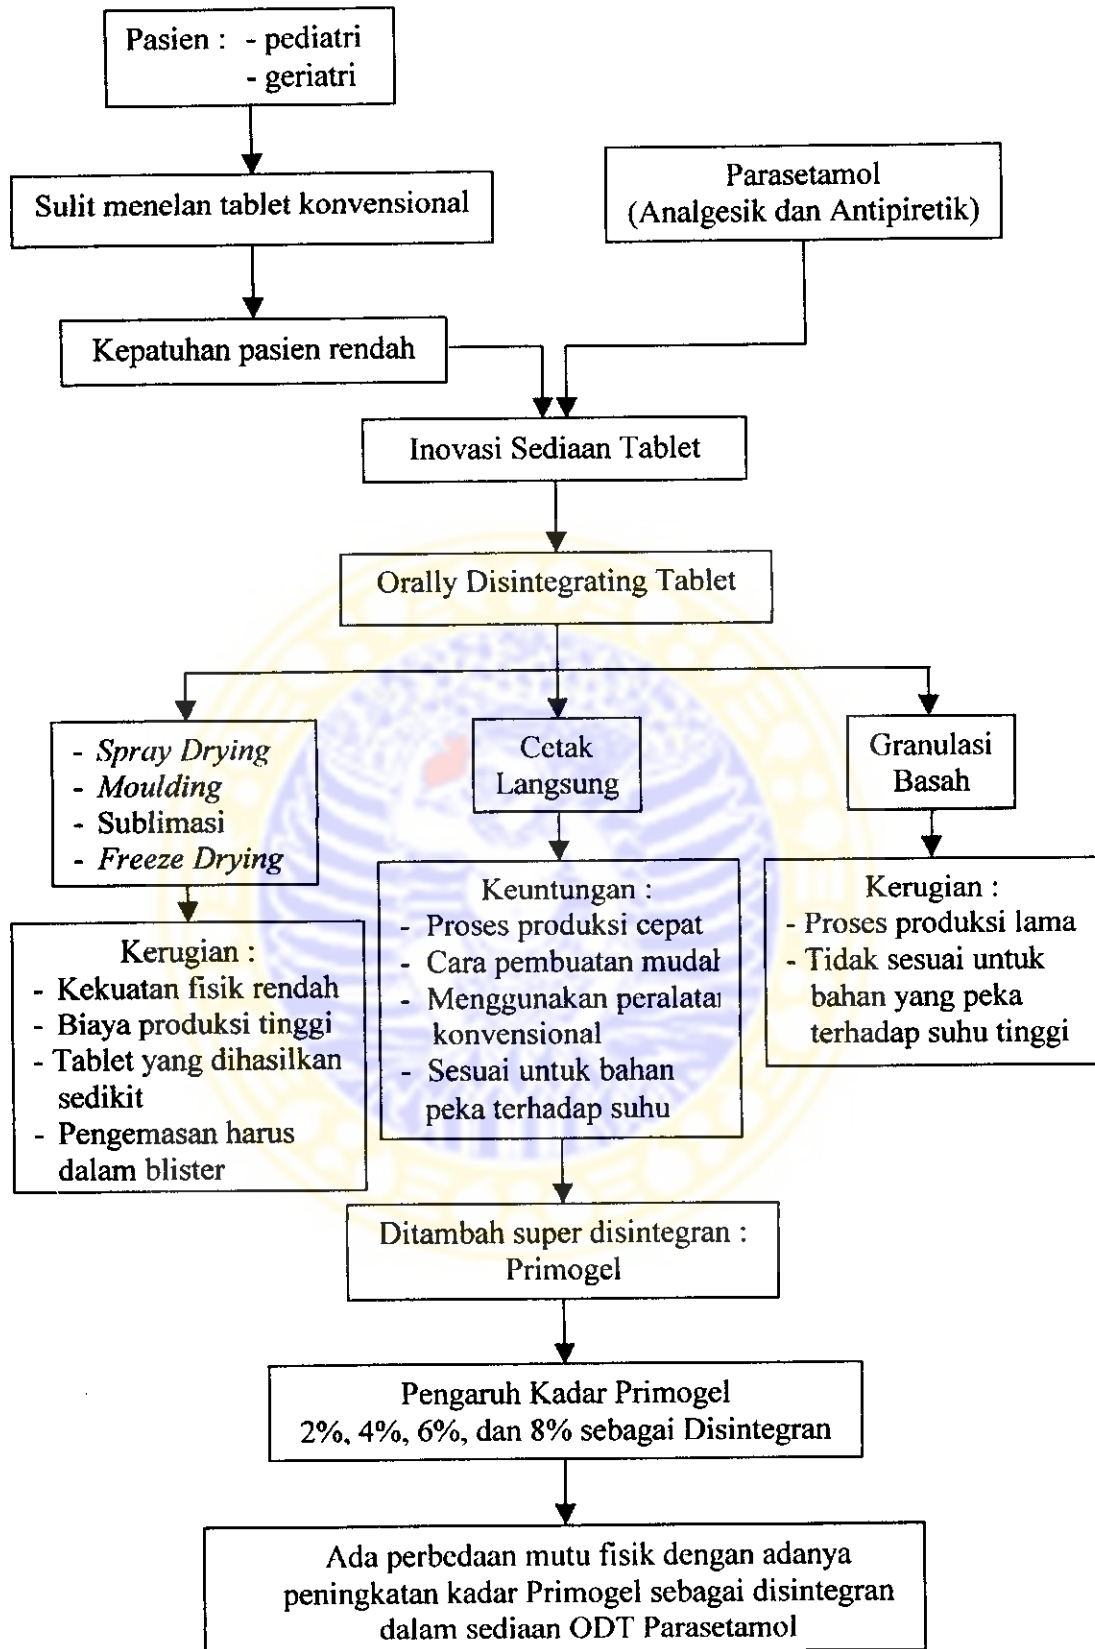 Pasien : - pediatri
- geriatri
Sulit menelan tablet konvensional
Parasetamol
(Analgesik dan Antipiretik)
Kepatuhan pasien rendah
Inovasi Sediaan Tablet
Orally Disintegrating Tablet
- Spray Drying
- Moulding
- Sublimasi
- Freeze Drying
Cetak
Langsung
Granulasi
Basah
Kerugian :
- Kekuatan fisik rendah
- Biaya produksi tinggi
- Tablet yang dihasilkan
sedikit
- Pengemasan harus
dalam blister
Keuntungan :
- Proses produksi cepat
- Cara pembuatan mudah
- Menggunakan peralatan
konvensional
- Sesuai untuk bahan
peka terhadap suhu
Kerugian :
- Proses produksi lama
- Tidak sesuai untuk
bahan yang peka
terhadap suhu tinggi
Ditambah super disintegran :
Primogel
Pengaruh Kadar Primogel
2%, 4%, 6%, dan 8% sebagai Disintegran
Ada perbedaan mutu fisik dengan adanya
peningkatan kadar Primogel sebagai disintegran
dalam sediaan ODT Parasetamol